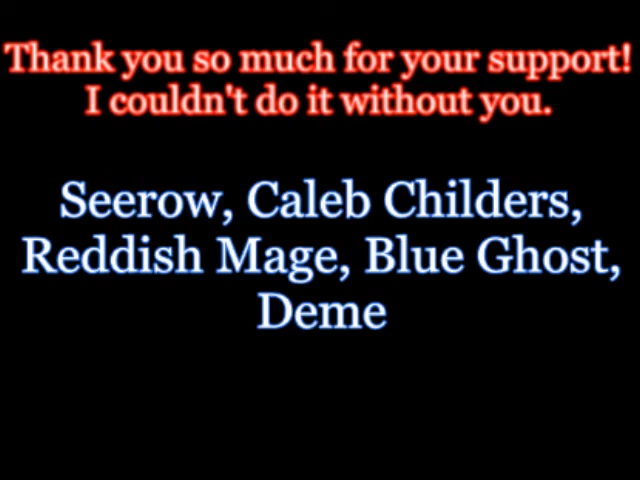 Thank you so much for your support!
I couldn't do it without you.
Seerow, Caleb Childers,
Reddish Mage, Blue Ghost,
Deme